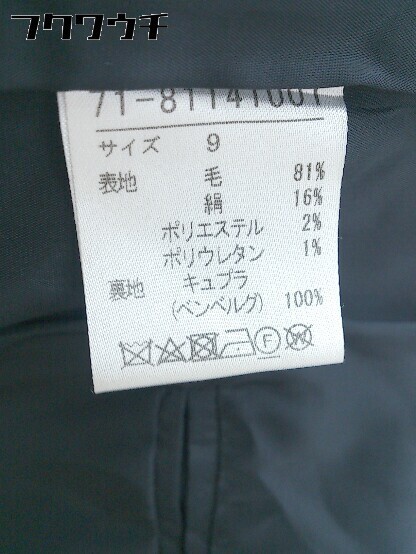 フクワウチ
71-81141001
サイズ 9
表地 毛 81%
絹 16%
ポリエステル 2%
ポリウレタン 1%
裏地 キュプラ
(ベンベルグ) 100%
F W